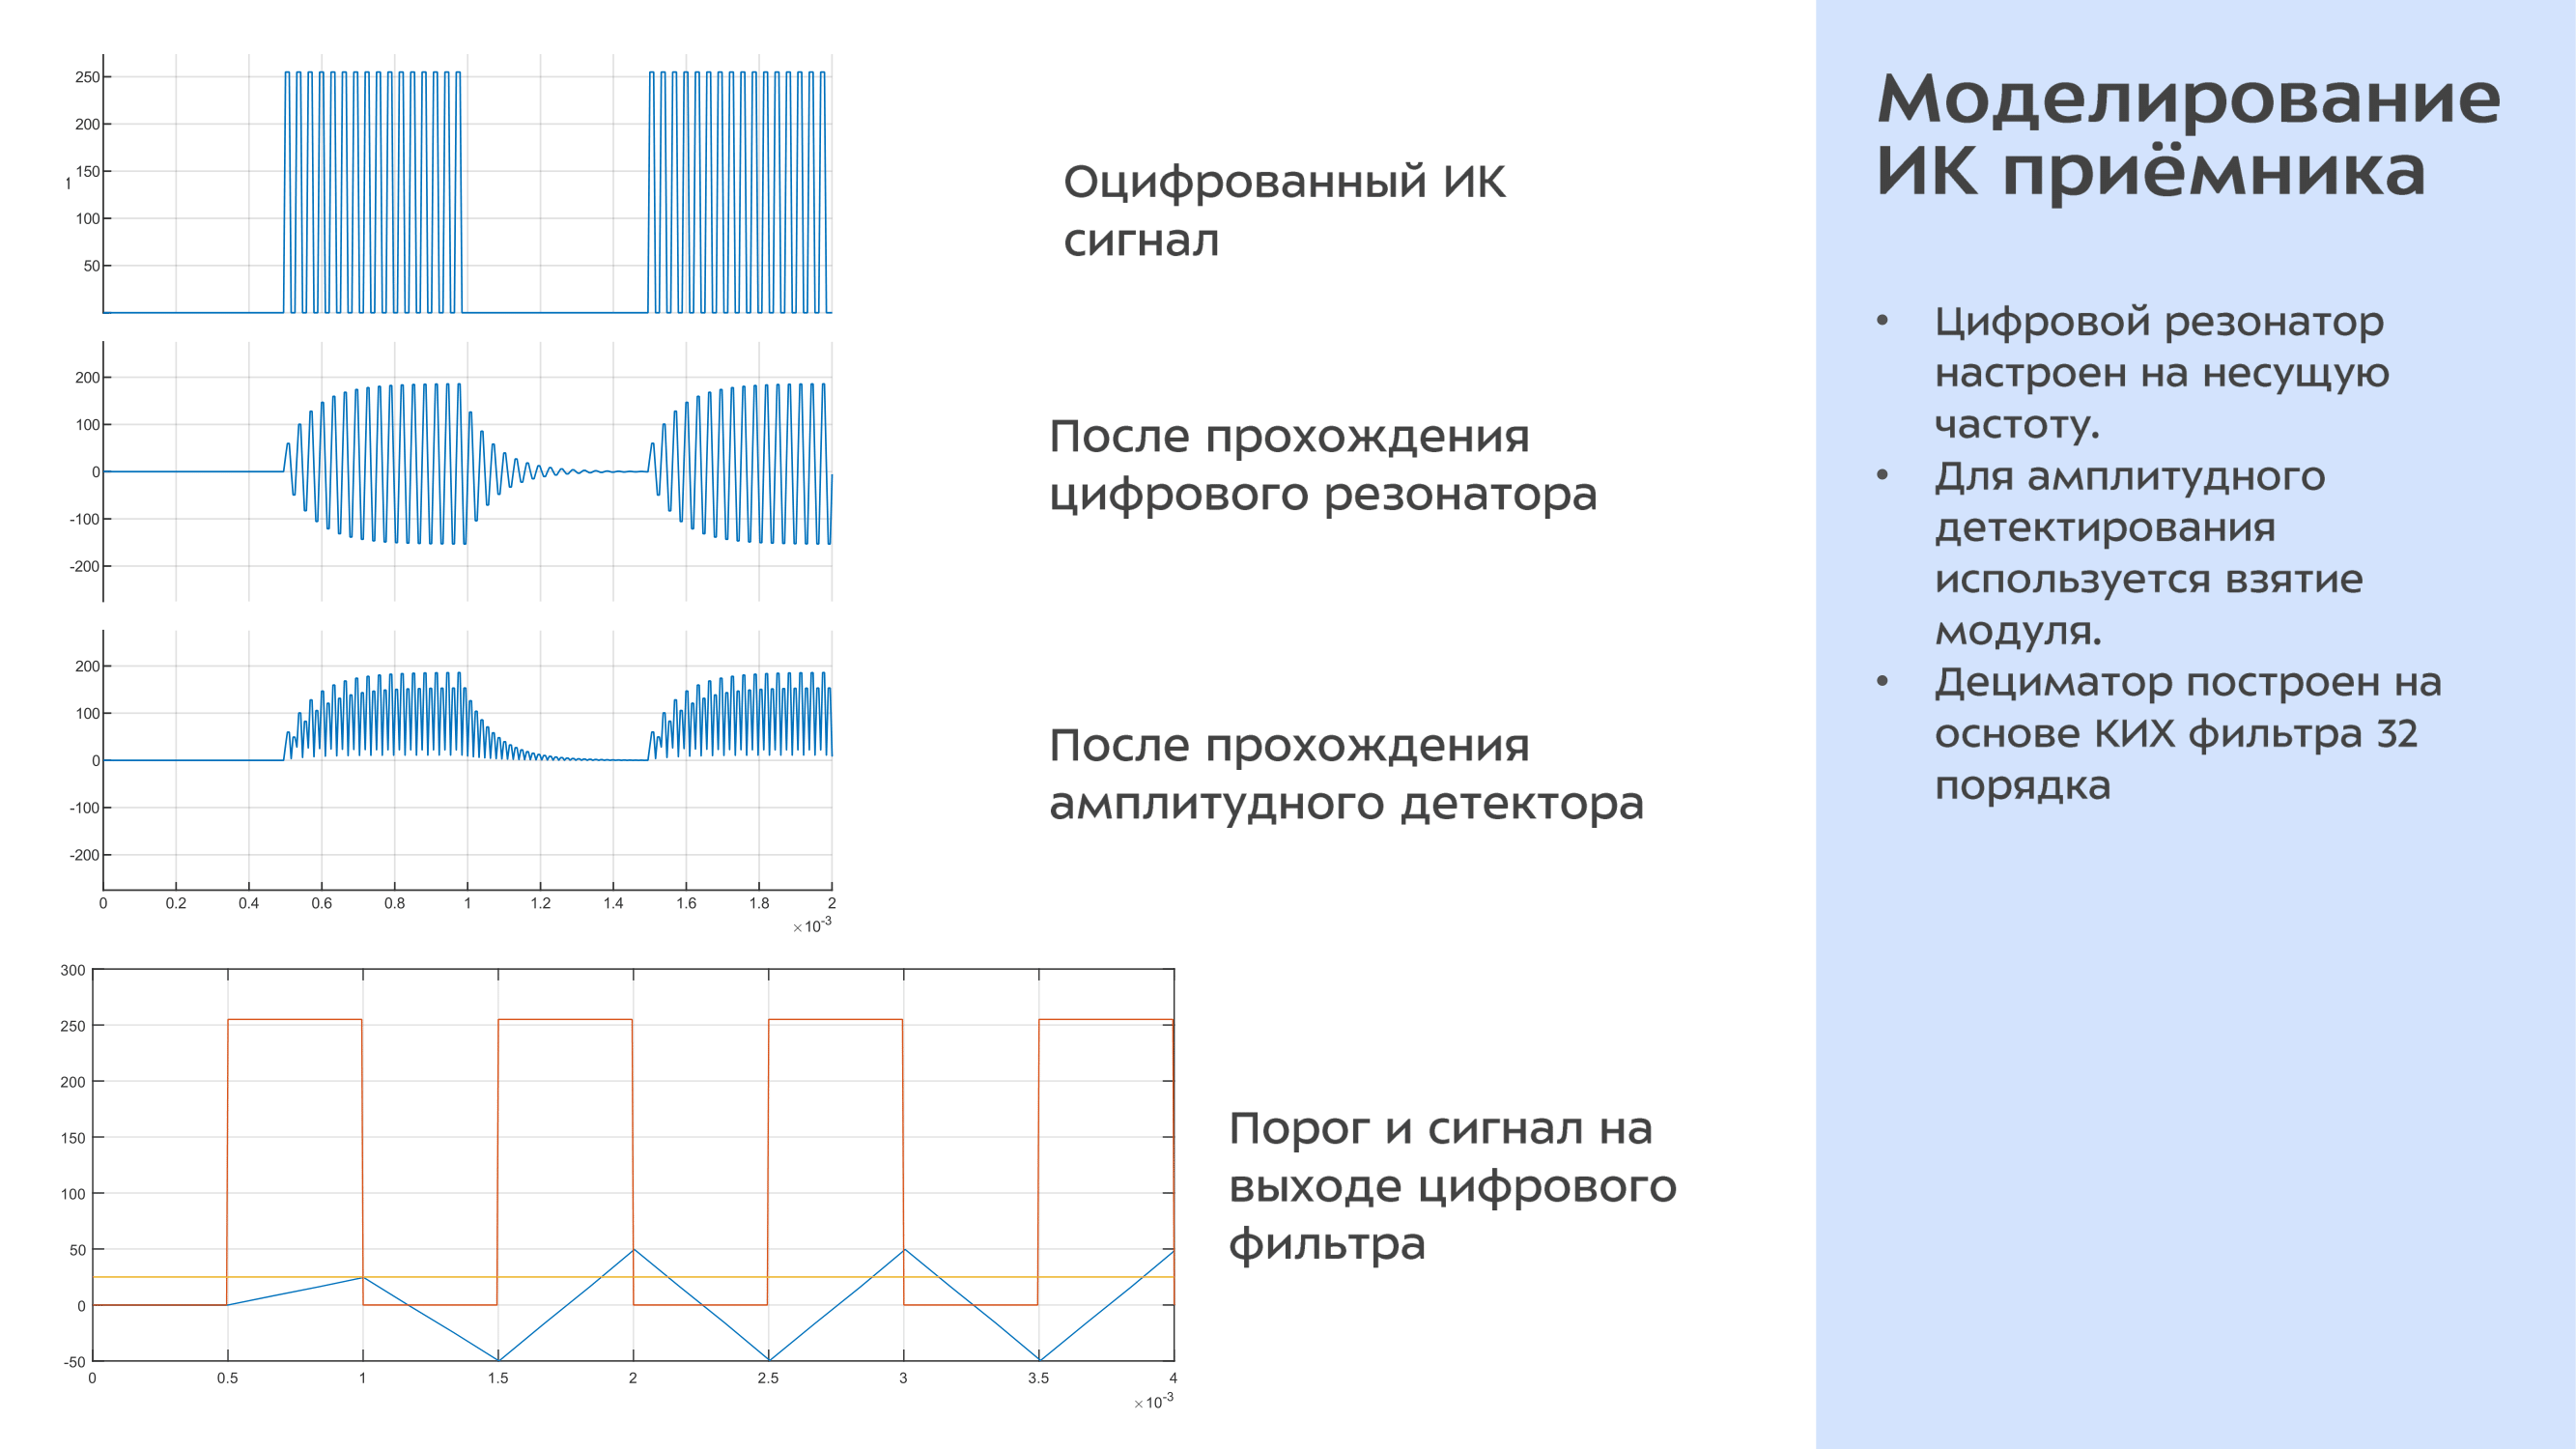 Моделирование
ИК приёмника
• Цифровой резонатор
настроен на несущую
частоту.
• Для амплитудного
детектирования
используется взятие
модуля.
• Дециматор построен на
основе КИХ фильтра 32
порядка
250
200
150
1
100
50
Оцифрованный ИК
сигнал
200
100
0
-100
-200
После прохождения
цифрового резонатора
200
100
0
-100
-200
0 0.2 0.4 0.6 0.8 1 1.2 1.4 1.6 1.8 2
×10-3
После прохождения
амплитудного детектора
300
250
200
150
100
50
0
-50
0 0.5 1 1.5 2 2.5 3 3.5 4
×10-3
Порог и сигнал на
выходе цифрового
фильтра